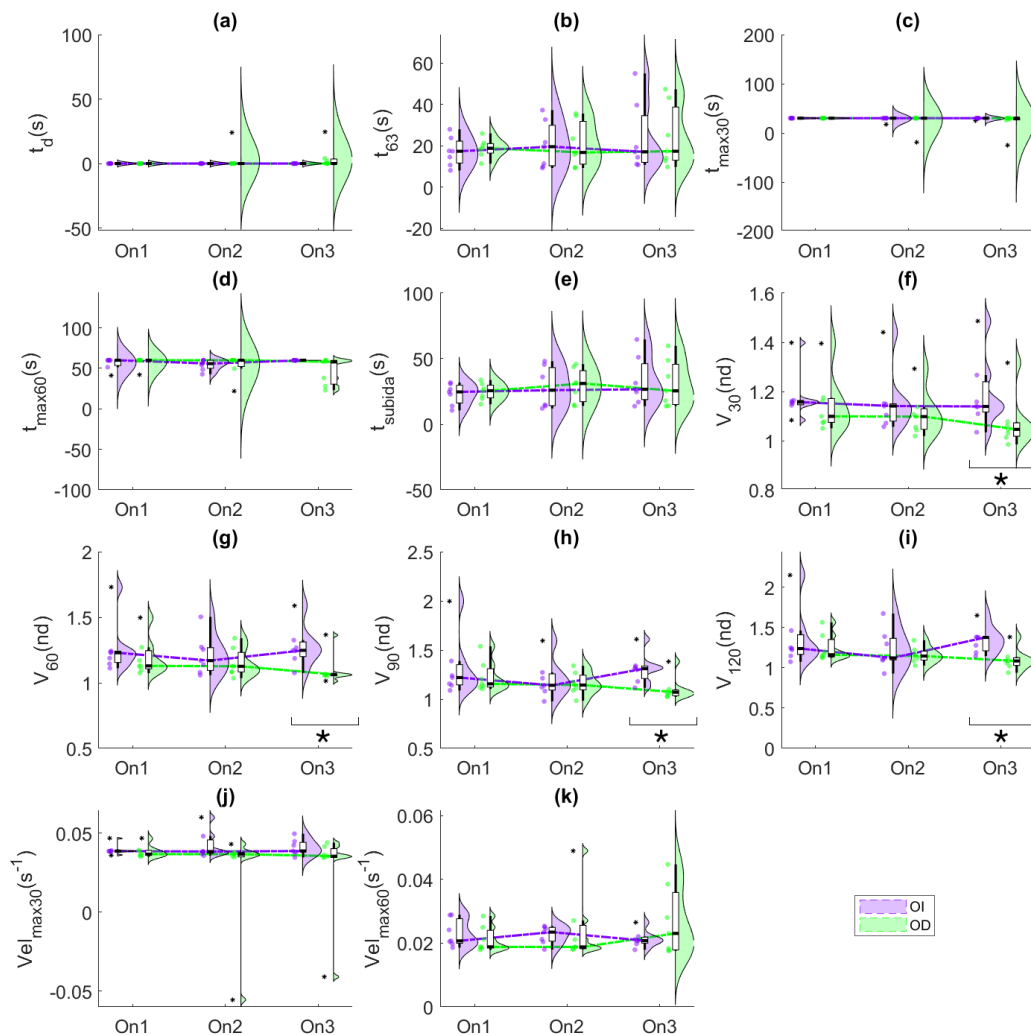 (a)
100
50
0
-50
t_d(s)
On1 On2 On3
(b)
60
40
20
0
-20
t_63(s)
On1 On2 On3
(c)
200
100
0
-100
-200
t_max30(s)
On1 On2 On3
(d)
100
50
0
-50
-100
t_max60(s)
On1 On2 On3
(e)
100
50
0
-50
t_subida(s)
On1 On2 On3
(f)
1.6
1.4
1.2
1
0.8
V_30(nd)
*
On1 On2 On3
(g)
2
1.5
1
0.5
V_60(nd)
*
On1 On2 On3
(h)
2.5
2
1.5
1
0.5
V_90(nd)
*
On1 On2 On3
(i)
2
1.5
1
0.5
0
V_120(nd)
*
On1 On2 On3
(j)
0.05
0
-0.05
Vel_max30(s^-1)
On1 On2 On3
(k)
0.06
0.04
0.02
0
Vel_max60(s^-1)
On1 On2 On3
OI
OD